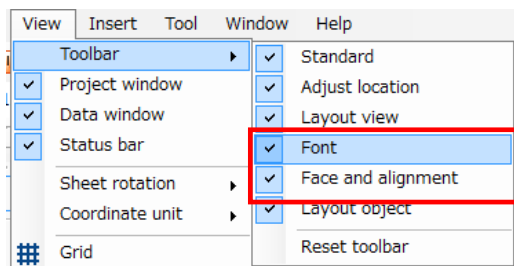 View Insert Tool Window Help
Toolbar
Project window
Data window
Status bar
Sheet rotation
Coordinate unit
Grid
Standard
Adjust location
Layout view
Font
Face and alignment
Layout object
Reset toolbar